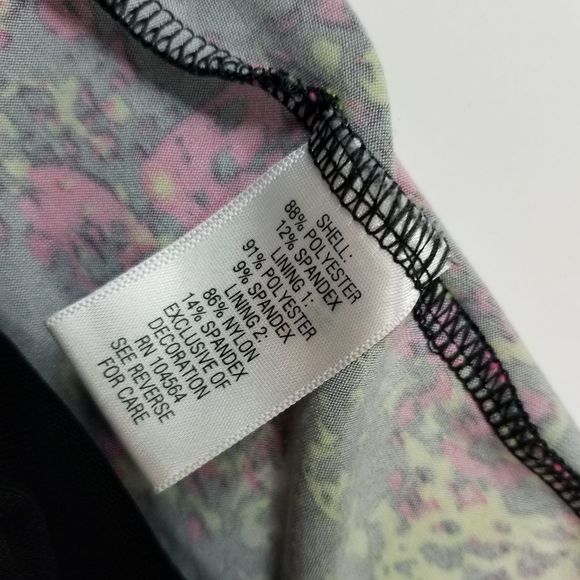 SHELL:
88% POLYESTER
12% SPANDEX
LINING 1:
91% POLYESTER
9% SPANDEX
LINING 2:
86% NYLON
14% SPANDEX
EXCLUSIVE OF
DECORATION
RN 104564
SEE REVERSE
FOR CARE